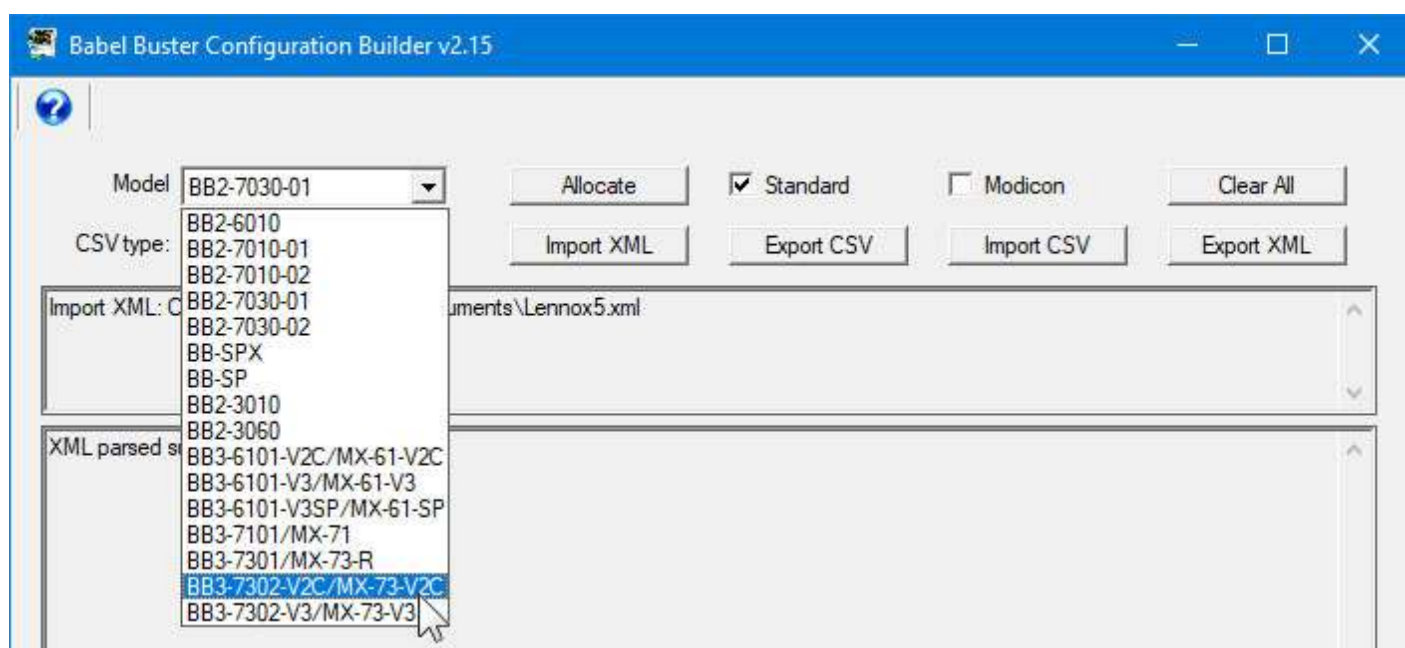 Babel Buster Configuration Builder v2.15
Model BB2-7030-01 Allocate Standard Modicon Clear All
CSV type: Import XML Export CSV Import CSV Export XML
BB2-6010
BB2-7010-01
BB2-7010-02
BB2-7030-01
BB2-7030-02
BB-SPX
BB-SP
BB2-3010
BB2-3060
BB3-6101-V2C/MX-61-V2C
BB3-6101-V3/MX-61-V3
BB3-6101-V3SP/MX-61-SP
BB3-7101/MX-71
BB3-7301/MX-73-R
BB3-7302-V2C/MX-73-V2C
BB3-7302-V3/MX-73-V3
Import XML: C uments\Lennox5.xml
XML parsed